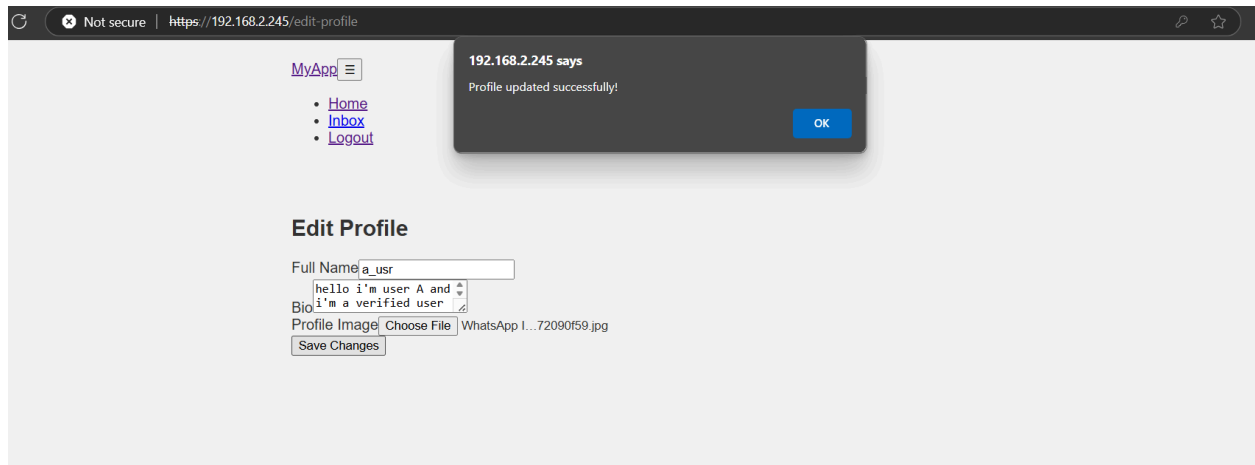 Not secure | https://192.168.2.245/edit-profile
192.168.2.245 says
Profile updated successfully!
OK
MyApp ☰
Home
Inbox
Logout
Edit Profile
Full Name a_usr
Bio hello i'm user A and
i'm a verified user
Profile Image Choose File WhatsApp I...72090f59.jpg
Save Changes